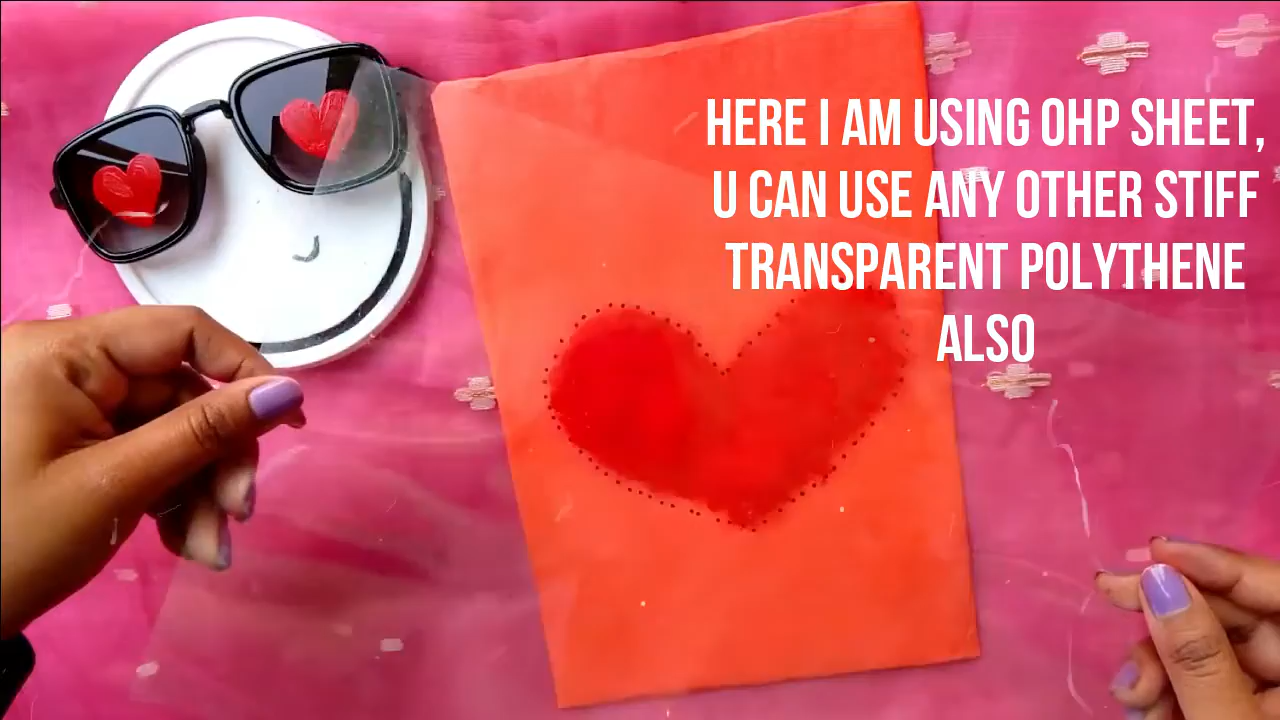 HERE I AM USING OHP SHEET,
U CAN USE ANY OTHER STIFF
TRANSPARENT POLYTHENE
ALSO